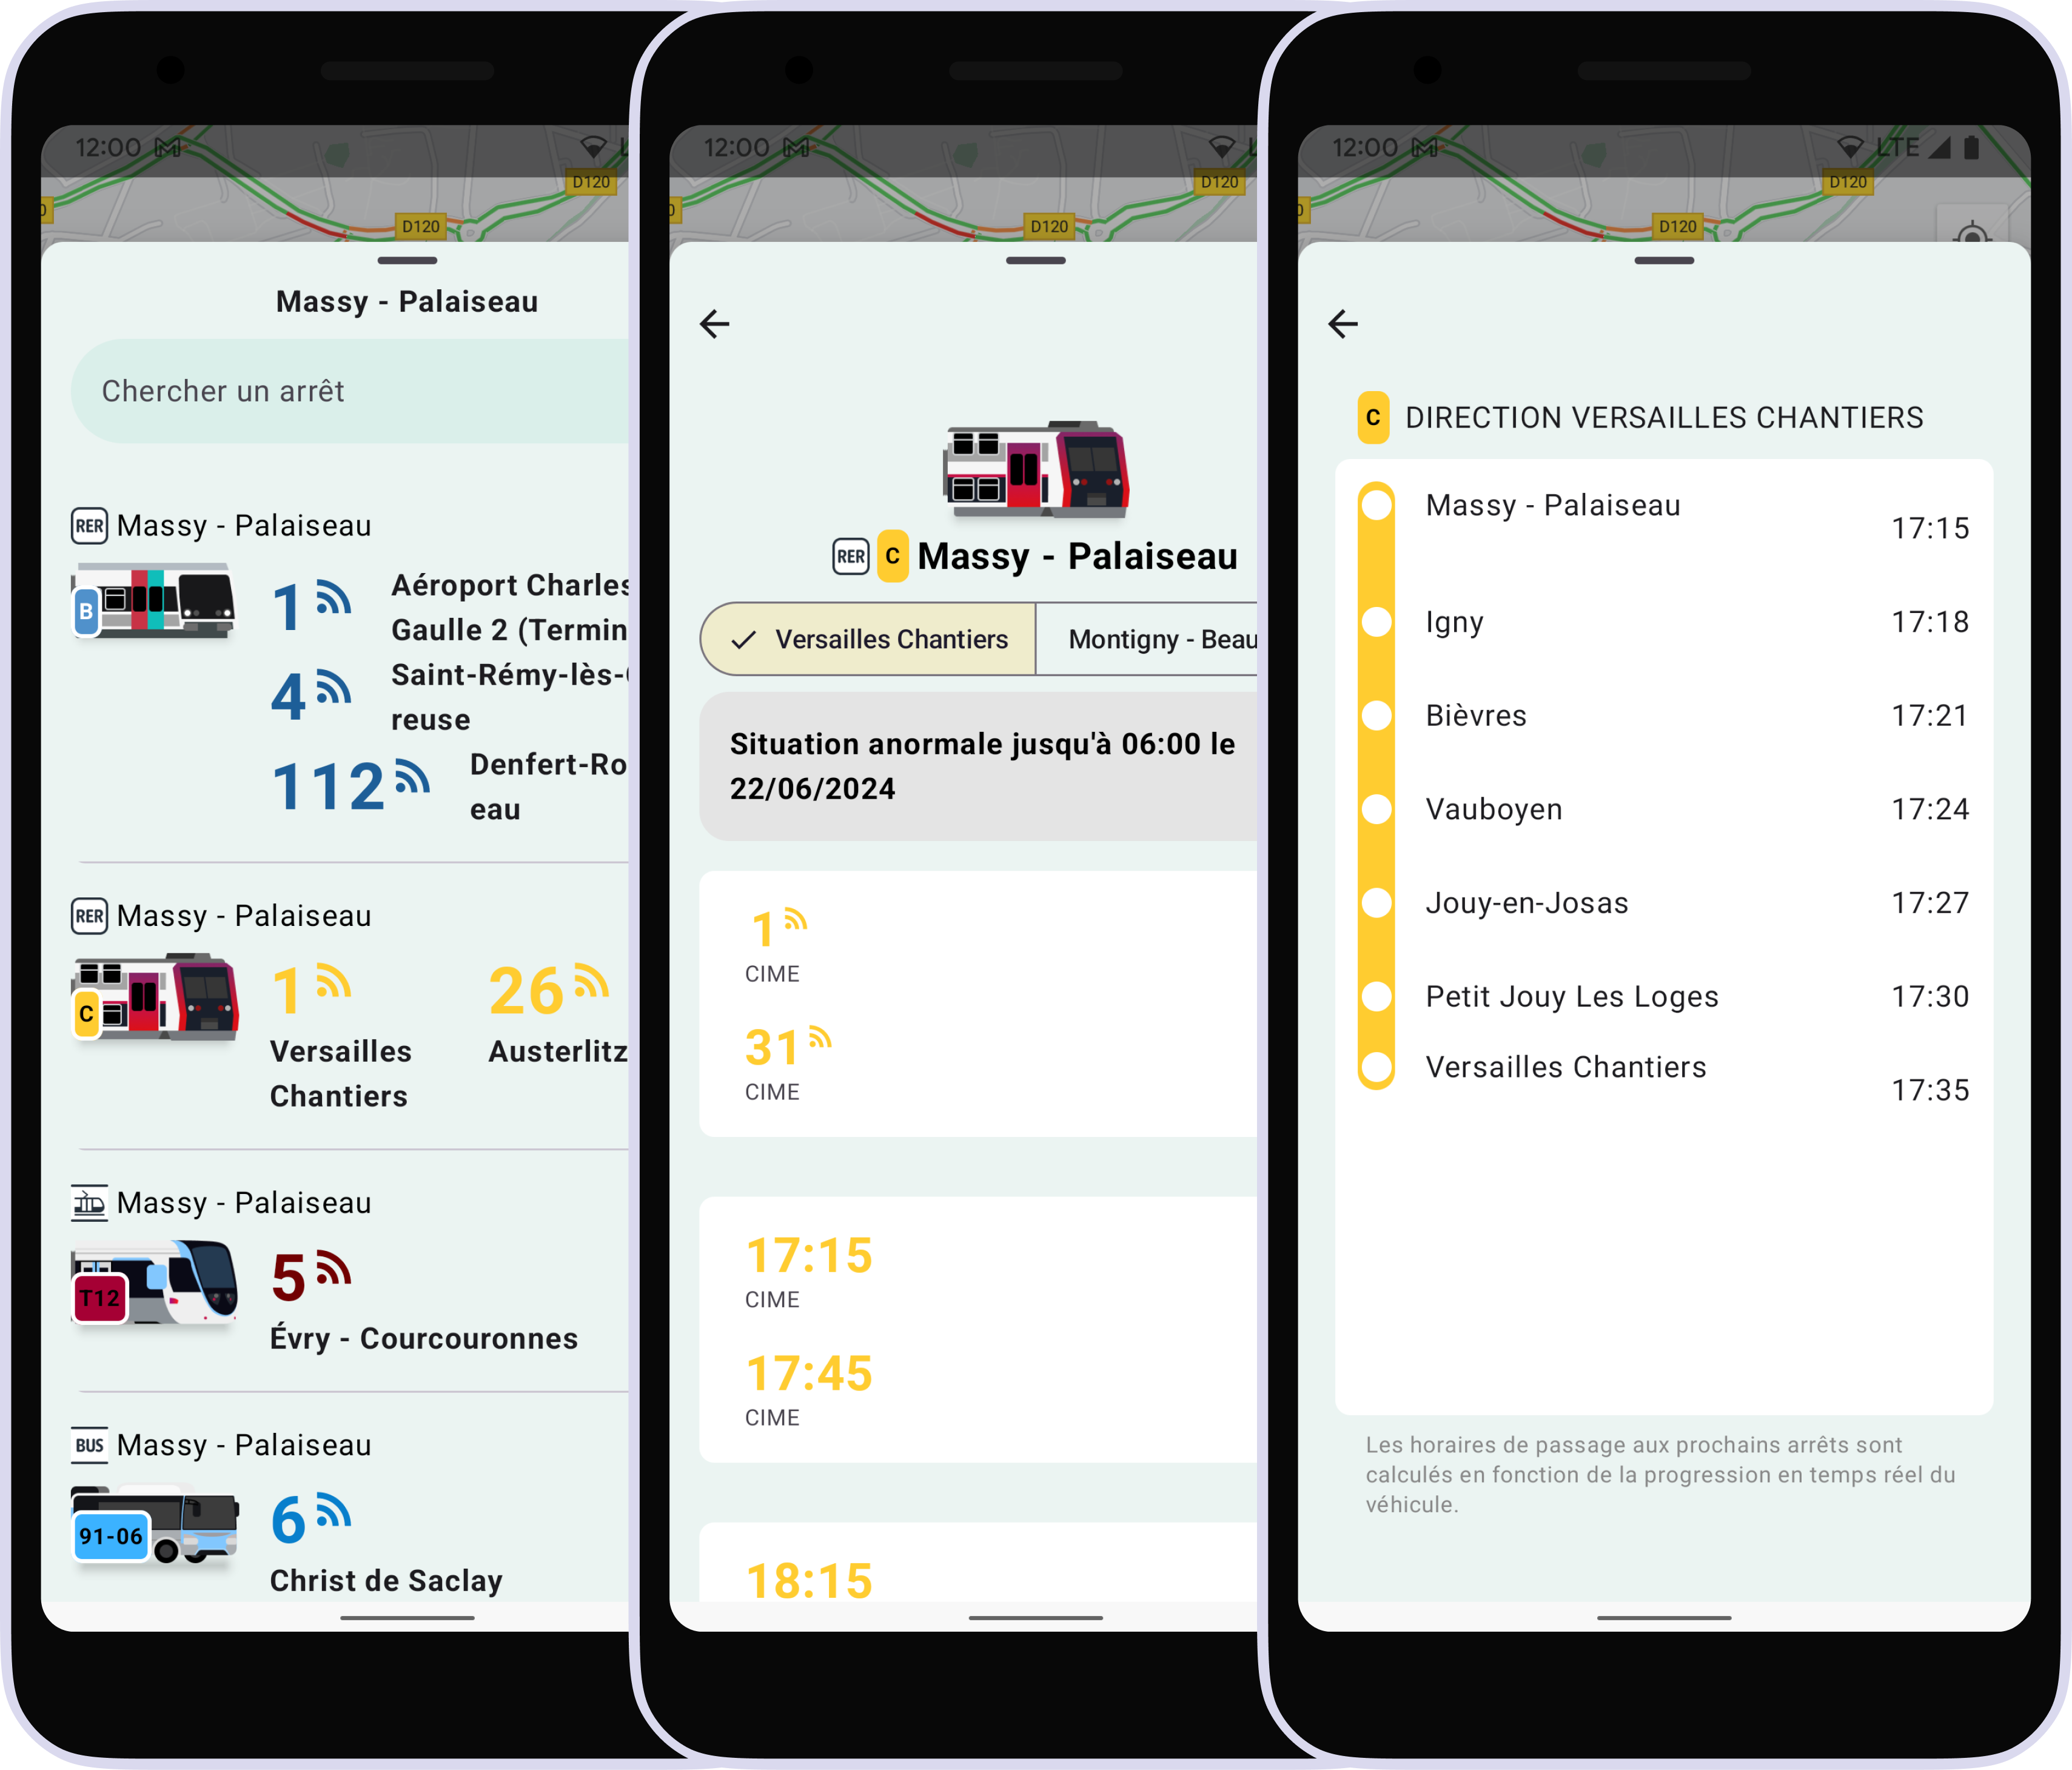 12:00
D120
D120
Massy - Palaiseau
Chercher un arrêt
RER Massy - Palaiseau
B
1
Aéroport Charles
Gaulle 2 (Termin
4
Saint-Rémy-lès-
reuse
112
Denfert-Ro
eau
RER Massy - Palaiseau
C
1
Versailles
Chantiers
26
Austerlitz
Massy - Palaiseau
T12
5
Évry - Courcouronnes
BUS Massy - Palaiseau
91-06
6
Christ de Saclay
12:00
D120
D120
RER C Massy - Palaiseau
Versailles Chantiers
Montigny - Beau
Situation anormale jusqu'à 06:00 le
22/06/2024
1
CIME
31
CIME
17:15
CIME
17:45
CIME
18:15
12:00
LTE
D120
D120
C DIRECTION VERSAILLES CHANTIERS
Massy - Palaiseau 17:15
Igny 17:18
Bièvres 17:21
Vauboyen 17:24
Jouy-en-Josas 17:27
Petit Jouy Les Loges 17:30
Versailles Chantiers 17:35
Les horaires de passage aux prochains arrêts sont
calculés en fonction de la progression en temps réel du
véhicule.